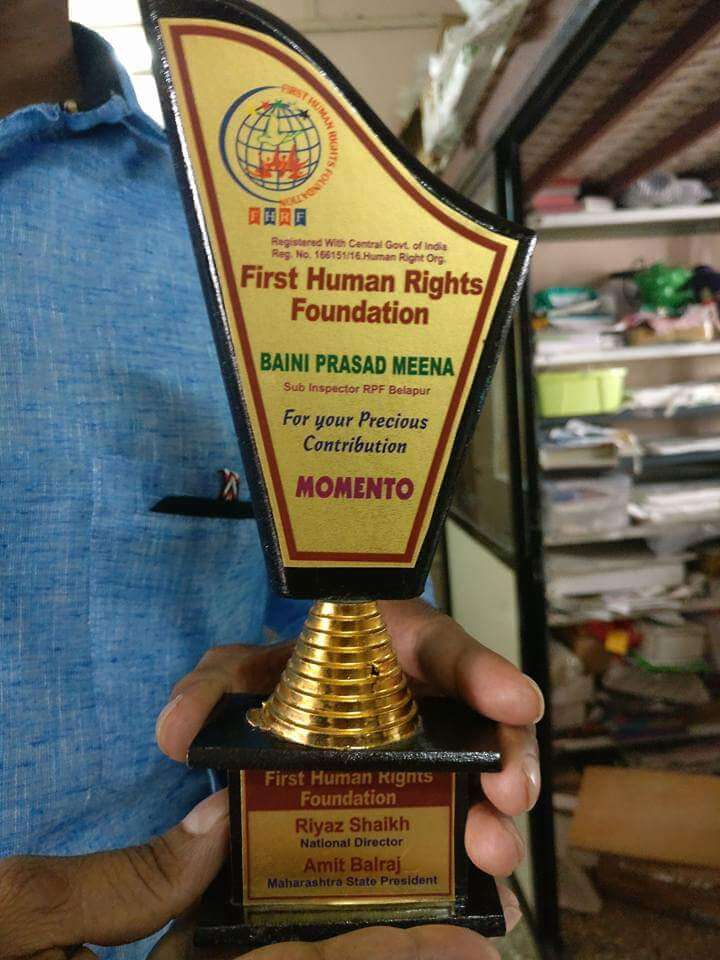 FIRST HUMAN RIGHTS FOUNDATION
FHRF
Registered With Central Govt. of India
Reg. No. 166151/16.Human Right Org.
First Human Rights
Foundation
BAINI PRASAD MEENA
Sub Inspector RPF Belapur
For your Precious
Contribution
MOMENTO
First Human Rights
Foundation
Riyaz Shaikh
National Director
Amit Balraj
Maharashtra State President